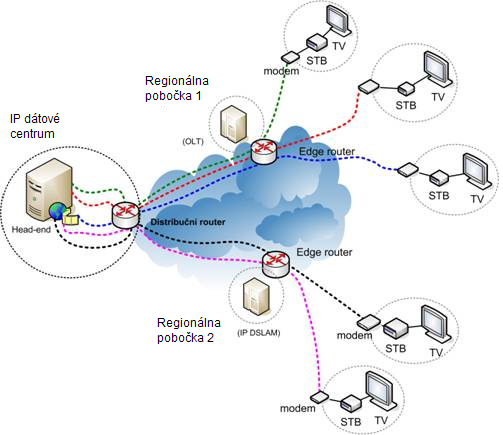 STB
TV
modem
Regionálna
pobočka 1
STB
TV
IP dátové
centrum
(OLT)
Edge router
STB
TV
Head-end
Distribuční router
Edge router
Regionálna
pobočka 2
(IP DSLAM)
modem
STB
TV
modem
STB
TV